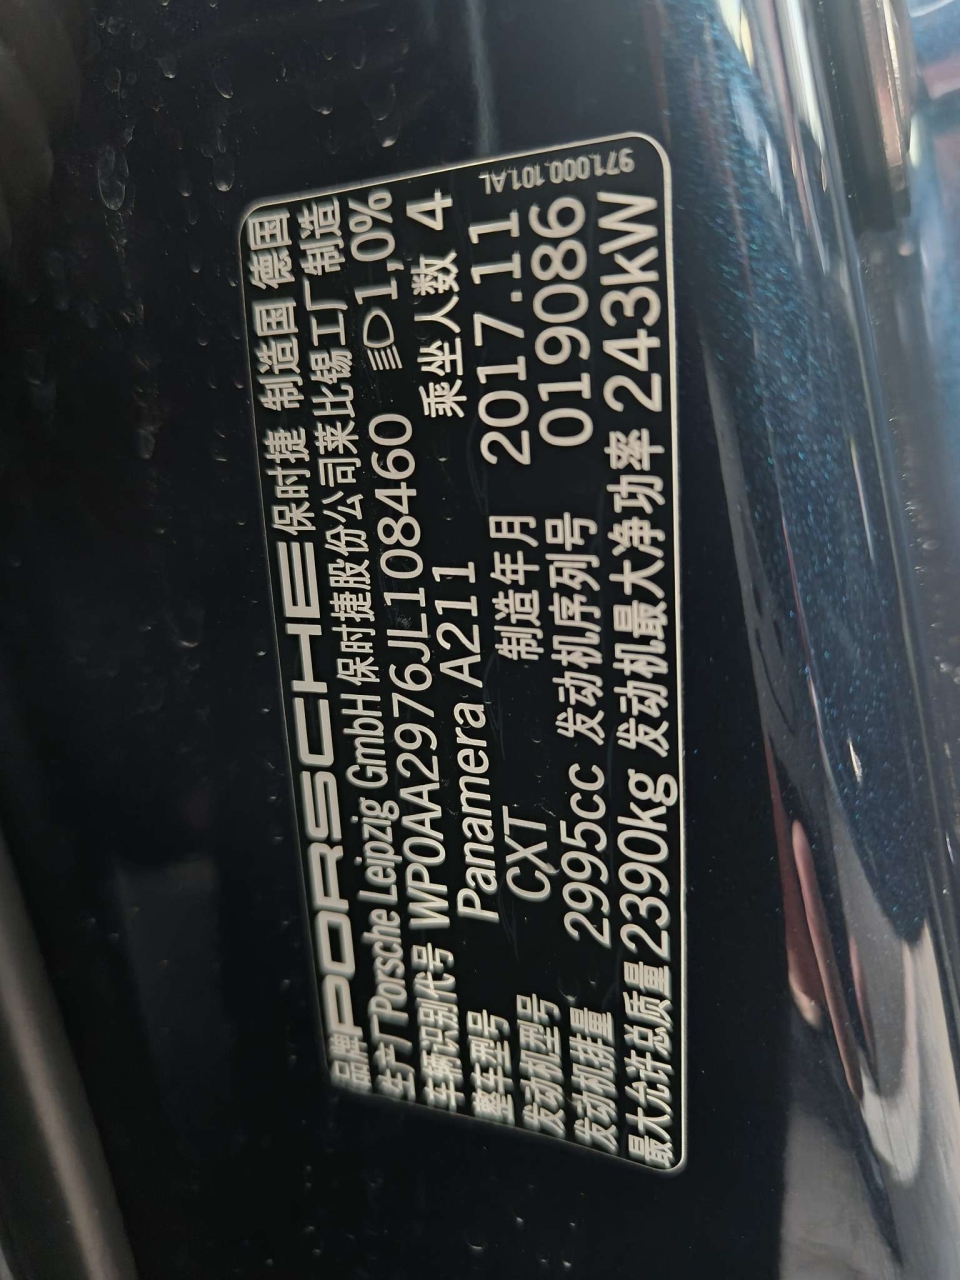 品牌 PORSCHE 保时捷 制造国 德国
生产厂 Porsche Leipzig GmbH 保时捷股份公司莱比锡工厂制造
车辆识别代号 WP0AA2976JL108460 1,0%
整车型号 Panamera A211 乘坐人数 4
发动机型号 CXT 制造年月 2017.11
发动机排量 2995cc 发动机序列号 019086
最大允许总质量 2390kg 发动机最大净功率 243kW
971.000.101.AL